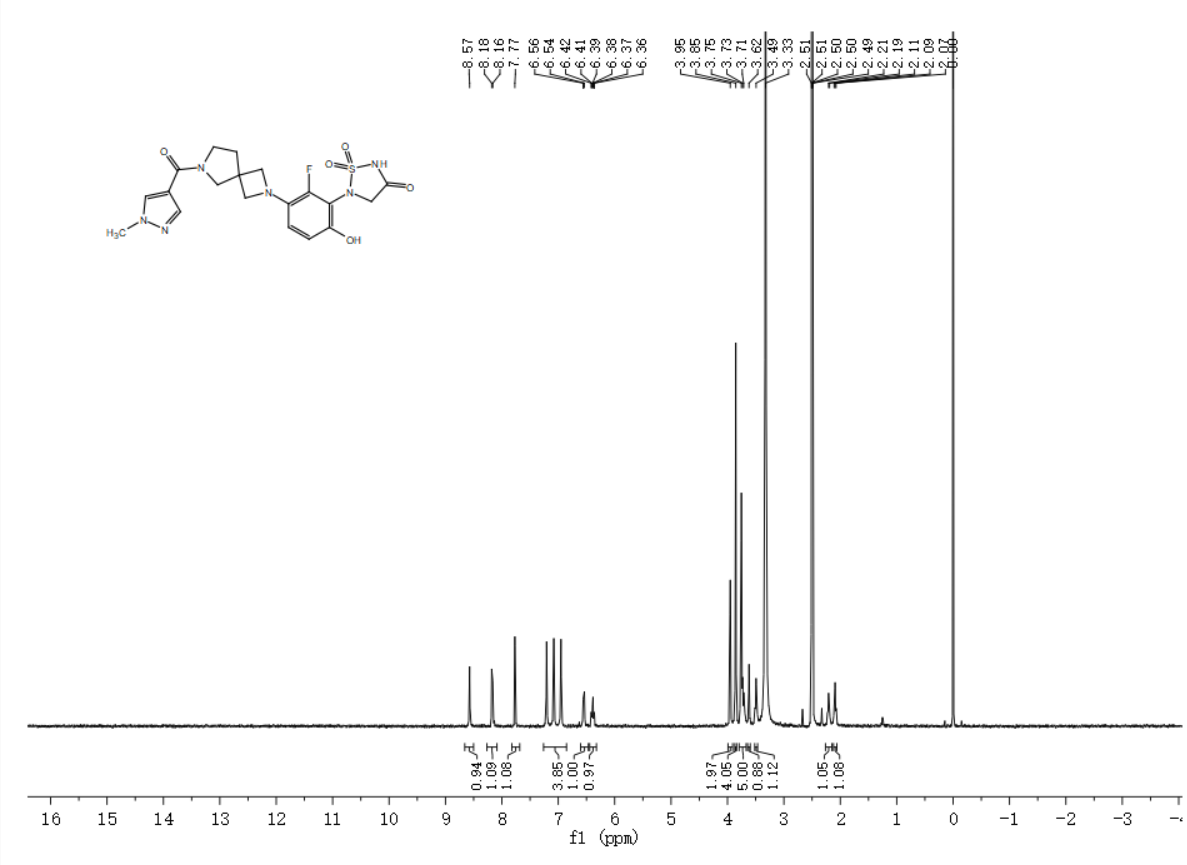 8.57
8.18
8.16
7.77
6.56
6.54
6.42
6.41
6.39
6.38
6.37
6.36
3.95
3.85
3.75
3.73
3.71
3.62
3.49
3.33
2.51
2.51
2.50
2.50
2.49
2.21
2.19
2.11
2.09
2.07
0.00
O
N
N
F
O
O
S
NH
N
O
OH
N
N
H₃C
0.94
1.09
1.08
3.85
1.00
0.97
1.97
4.05
5.00
0.88
1.12
1.05
1.08
16 15 14 13 12 11 10 9 8 7 6 5 4 3 2 1 0 -1 -2 -3 -4
f1 (ppm)